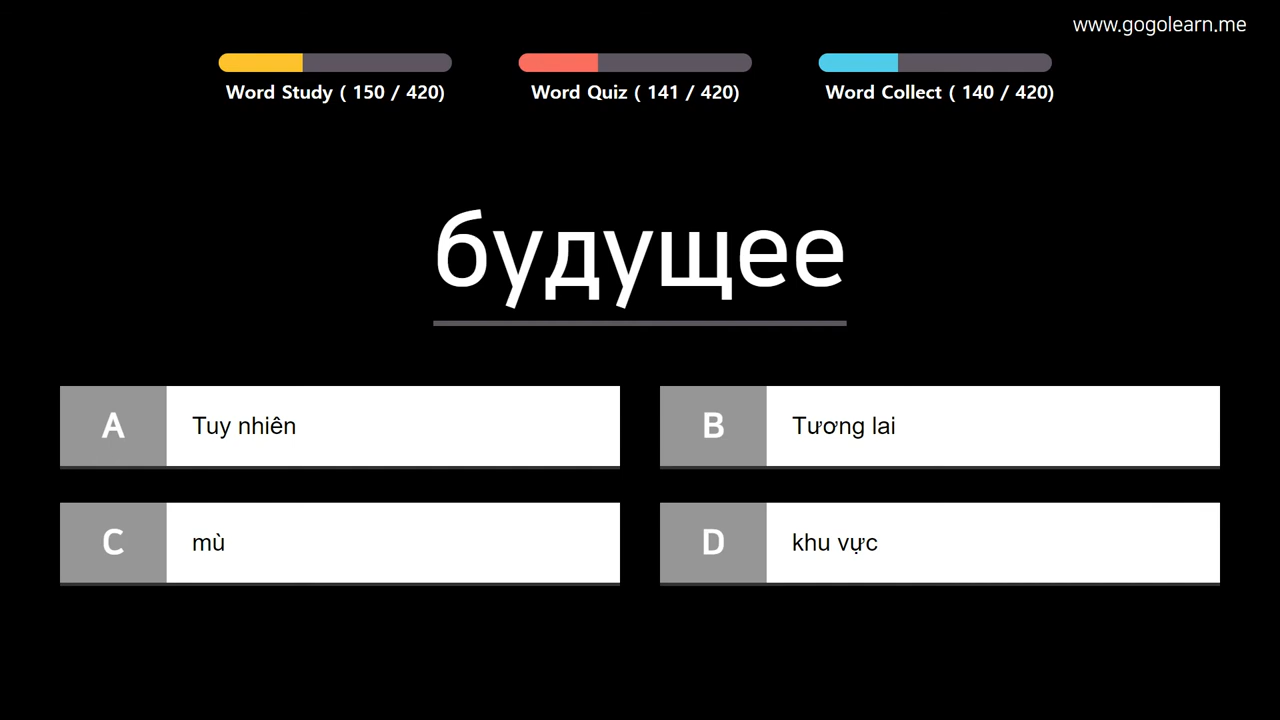 www.gogolearn.me
Word Study ( 150 / 420)
Word Quiz ( 141 / 420)
Word Collect ( 140 / 420)
будущее
A Tuy nhiên
B Tương lai
C mù
D khu vực